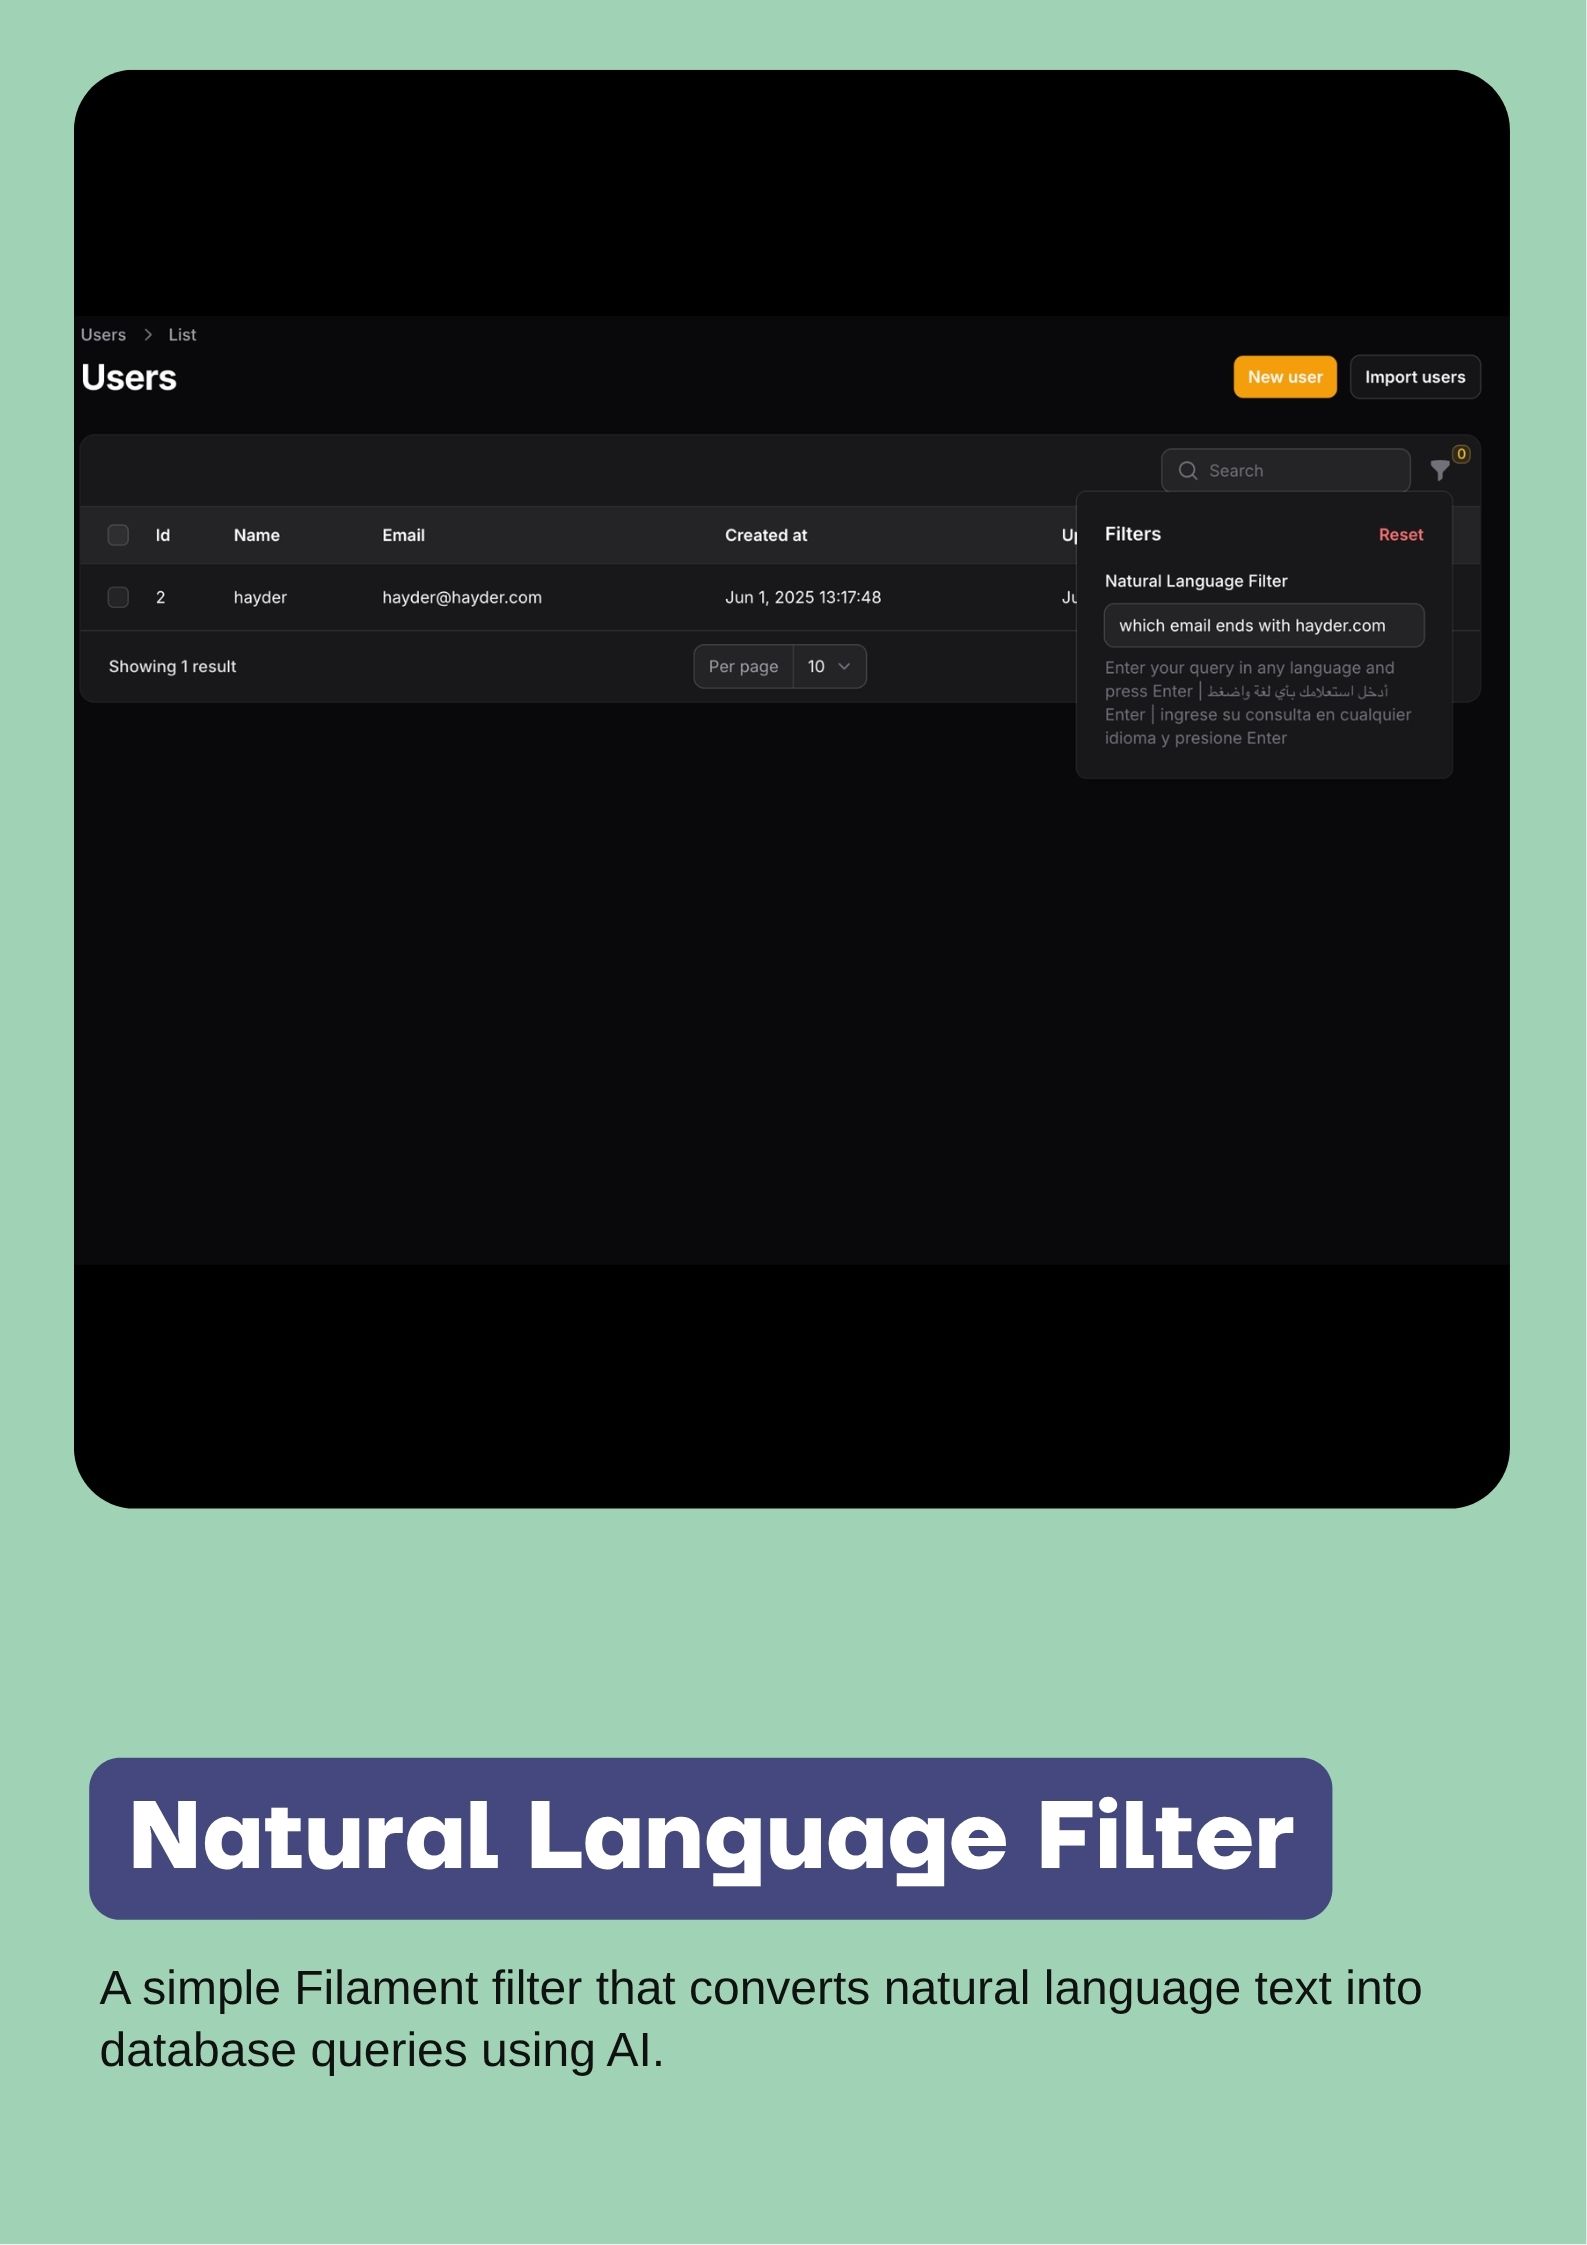 Users > List
Users
New user
Import users
Search
0
Id Name Email Created at
Filters
Reset
2 hayder hayder@hayder.com Jun 1, 2025 13:17:48
Natural Language Filter
which email ends with hayder.com
Enter your query in any language and
press Enter | أدخل استعلامك بأي لغة واضغط
Enter | ingrese su consulta en cualquier
idioma y presione Enter
Showing 1 result
Per page 10
Natural Language Filter
A simple Filament filter that converts natural language text into
database queries using AI.